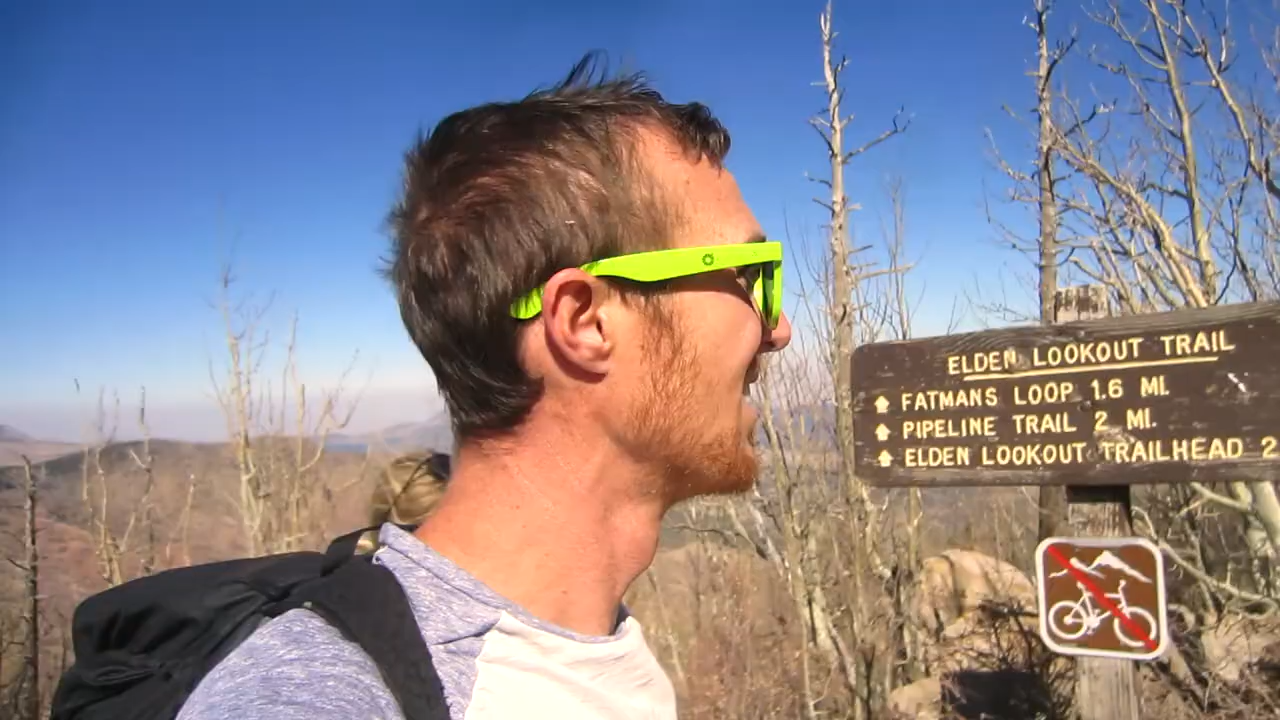 ELDEN LOOKOUT TRAIL
FATMANS LOOP 1.6 MI.
PIPELINE TRAIL 2 MI.
ELDEN LOOKOUT TRAILHEAD 2